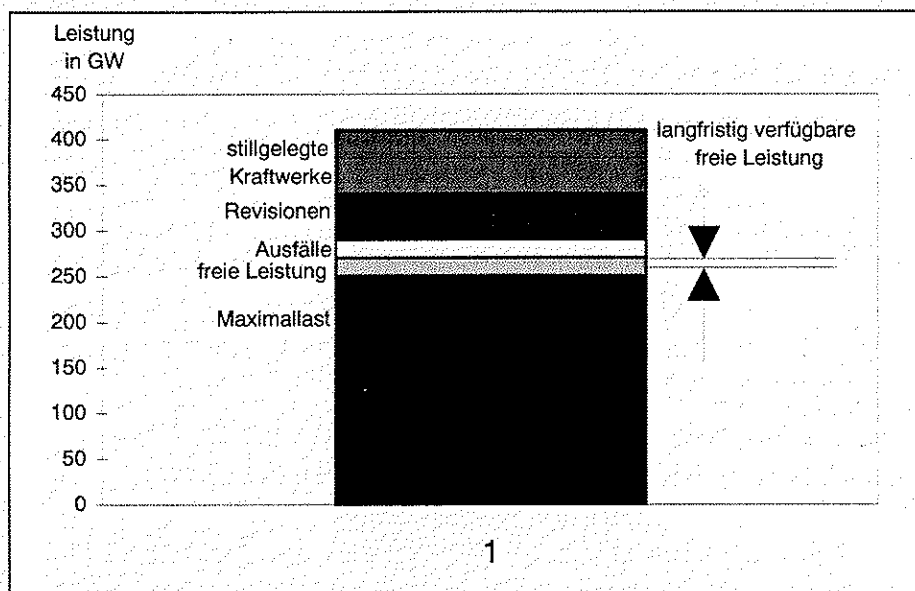 Leistung
in GW
450
400
350
300
250
200
150
100
50
0
stillgelegte
Kraftwerke
Revisionen
Ausfälle
freie Leistung
Maximallast
langfristig verfügbare
freie Leistung
1